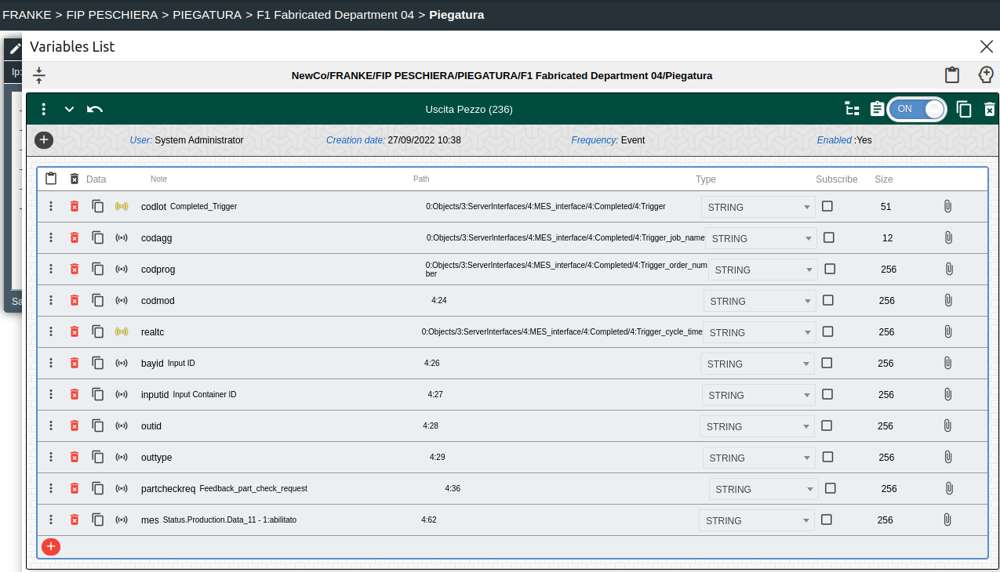 FRANKE > FIP PESCHIERA > PIEGATURA > F1 Fabricated Department 04 > Piegatura
Variables List
Ip:
NewCo/FRANKE/FIP PESCHIERA/PIEGATURA/F1 Fabricated Department 04/Piegatura
Uscita Pezzo (236)
ON
User: System Administrator Creation date: 27/09/2022 10:38 Frequency: Event Enabled :Yes
Data Note Path Type Subscribe Size
codlot Completed_Trigger 0:Objects/3:ServerInterfaces/4:MES_interface/4:Completed/4:Trigger STRING 51
codagg 0:Objects/3:ServerInterfaces/4:MES_interface/4:Completed/4:Trigger_job_name STRING 12
codprog 0:Objects/3:ServerInterfaces/4:MES_interface/4:Completed/4:Trigger_order_num STRING 256
ber
codmod 4:24 STRING 256
Sa
realtc 0:Objects/3:ServerInterfaces/4:MES_interface/4:Completed/4:Trigger_cycle_time STRING 256
bayid Input ID 4:26 STRING 256
inputid Input Container ID 4:27 STRING 256
outid 4:28 STRING 256
outtype 4:29 STRING 256
partcheckreq Feedback_part_check_request 4:36 STRING 256
mes Status.Production.Data_11 - 1:abilitato 4:62 STRING 256